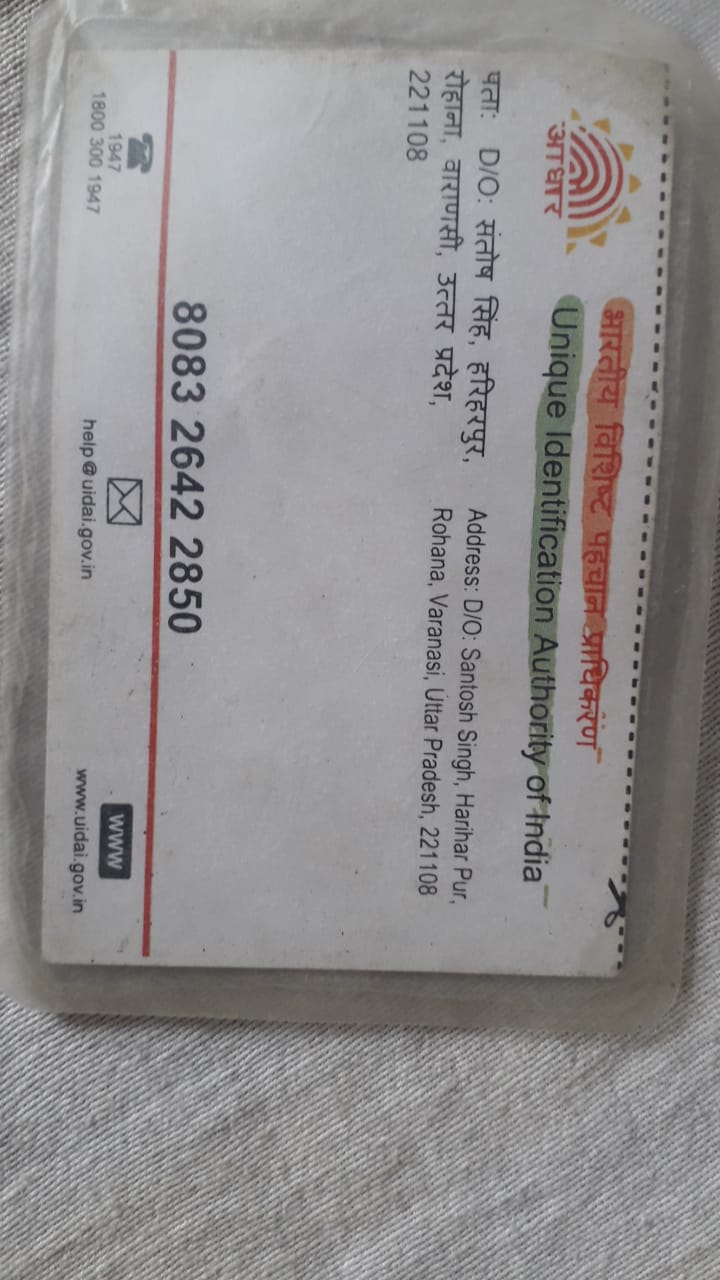 भारतीय विशिष्ट पहचान प्राधिकरण
Unique Identification Authority of India
आधार
पता: D/O: संतोष सिंह, हरिहरपुर,
रोहाना, वाराणसी, उत्तर प्रदेश,
221108
Address: D/O: Santosh Singh, Harihar Pur,
Rohana, Varanasi, Uttar Pradesh, 221108
8083 2642 2850
1947
1800 300 1947
help@uidai.gov.in
www
www.uidai.gov.in